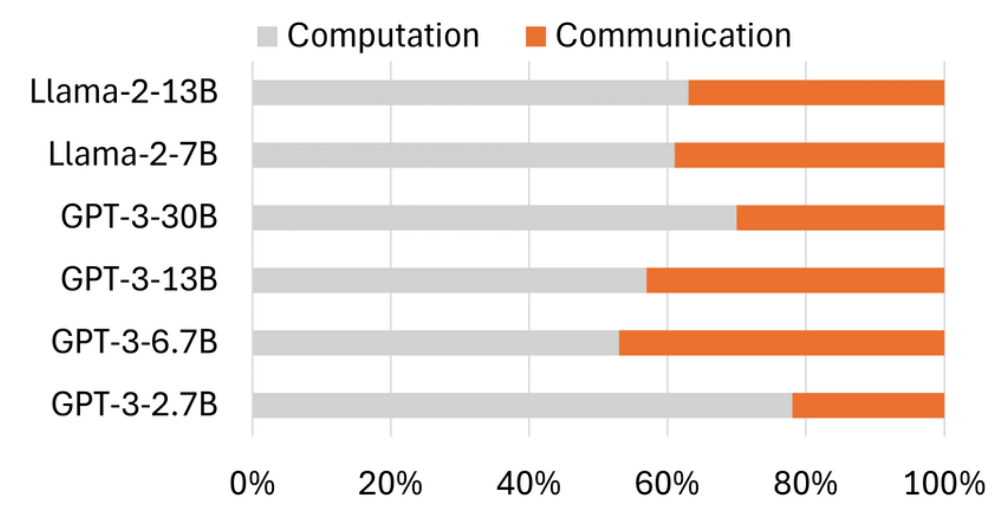 Computation Communication
Llama-2-13B
Llama-2-7B
GPT-3-30B
GPT-3-13B
GPT-3-6.7B
GPT-3-2.7B
0% 20% 40% 60% 80% 100%